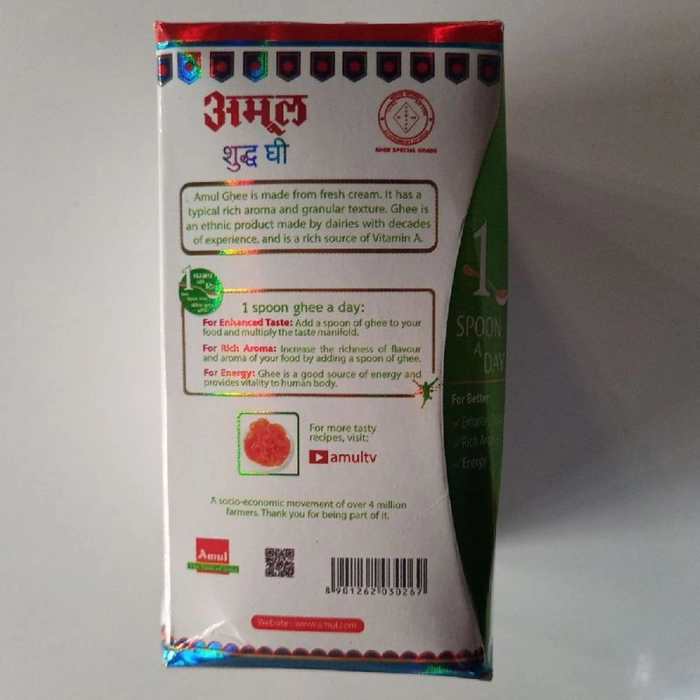 अमूल
शुद्ध घी
GHEE SPECIAL GRADE
Amul Ghee is made from fresh cream. It has a
typical rich aroma and granular texture. Ghee is
an ethnic product made by dairies with decades
of experience, and is a rich source of Vitamin A.
1 spoon ghee a day:
For Enhanced Taste: Add a spoon of ghee to your
food and multiply the taste manifold.
For Rich Aroma: Increase the richness of flavour
and aroma of your food by adding a spoon of ghee.
For Energy: Ghee is a good source of energy and
provides vitality to human body.
For more tasty
recipes, visit:
amultv
A socio-economic movement of over 4 million
farmers. Thank you for being part of it.
Amul
8 901262 030267
Website : www.amul.com
1
SPOON
A
DAY
For Better
Rich
Energy